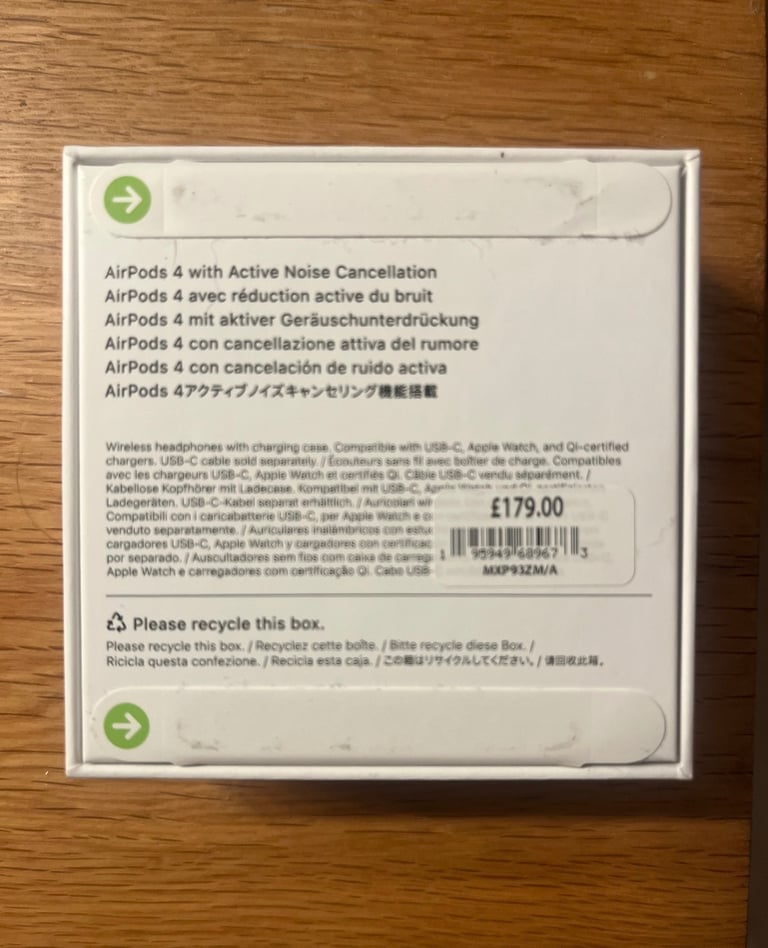 AirPods 4 with Active Noise Cancellation
AirPods 4 avec réduction active du bruit
AirPods 4 mit aktiver Geräuschunterdrückung
AirPods 4 con cancellazione attiva del rumore
AirPods 4 con cancelación de ruido activa
AirPods 4アクティブノイズキャンセリング機能搭載
Wireless headphones with charging case. Compatible with USB-C, Apple Watch, and Qi-certified
chargers. USB-C cable sold separately. / Écouteurs sans fil avec boîtier de charge. Compatibles
avec les chargeurs USB-C, Apple Watch et certifiés Qi. Câble USB-C vendu séparément. /
Kabellose Kopfhörer mit Ladecase. Kompatibel mit USB-C,
Ladegeräten. USB-C-Kabel separat erhältlich. / Auricolari
Compatibili con i caricabatterie USB-C, per Apple Watch e
venduto separatamente. / Auriculares inalámbricos con
cargadores USB-C, Apple Watch y cargadores con
por separado. / Auscultadores sem fios com caixa de
Apple Watch e carregadores com certificação Qi. Cabo USB-
£179.00
1 95949 68967 3
MXP93ZM/A
Please recycle this box.
Please recycle this box. / Recyclez cette boîte. / Bitte recycle diese Box. /
Ricicla questa confezione. / Recicla esta caja. / この箱はリサイクルしてください。/ 请回收此箱。